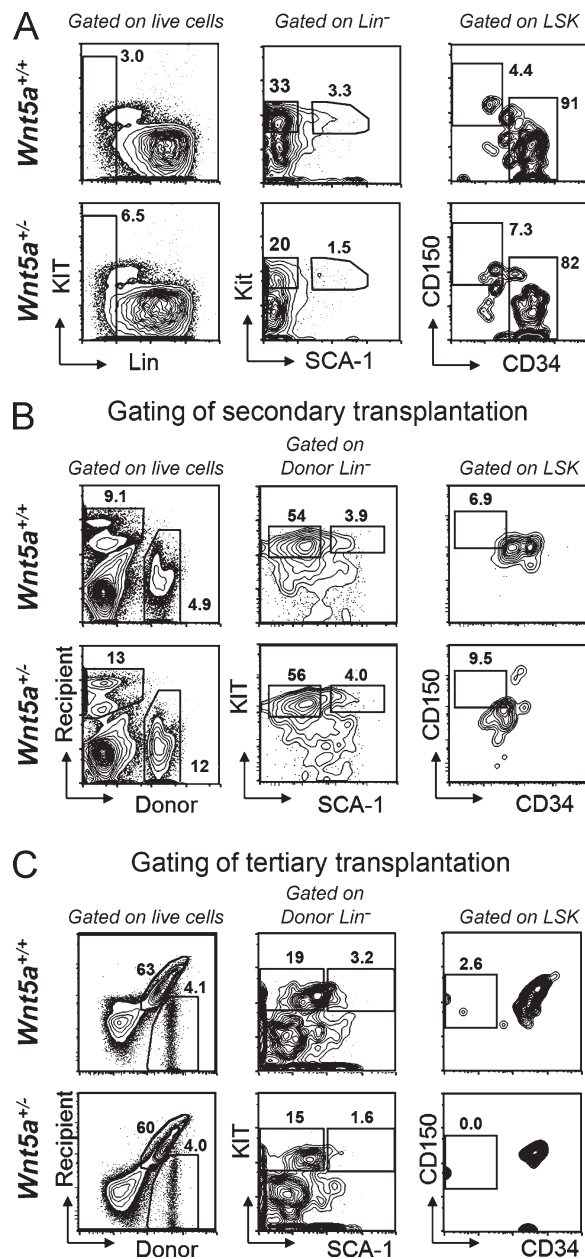 A
Gated on live cells
Gated on Lin-
Gated on LSK
Wnt5a+/+
3.0
33
3.3
4.4
91
Wnt5a+/-
6.5
20
1.5
7.3
82
KIT
Kit
CD150
Lin
SCA-1
CD34
B
Gating of secondary transplantation
Gated on live cells
Gated on
Donor Lin-
Gated on LSK
Wnt5a+/+
9.1
4.9
54
3.9
6.9
Wnt5a+/-
13
12
56
4.0
9.5
Recipient
KIT
CD150
Donor
SCA-1
CD34
C
Gating of tertiary transplantation
Gated on live cells
Gated on
Donor Lin-
Gated on LSK
Wnt5a+/+
63
4.1
19
3.2
2.6
Wnt5a+/-
60
4.0
15
1.6
0.0
Recipient
KIT
CD150
Donor
SCA-1
CD34